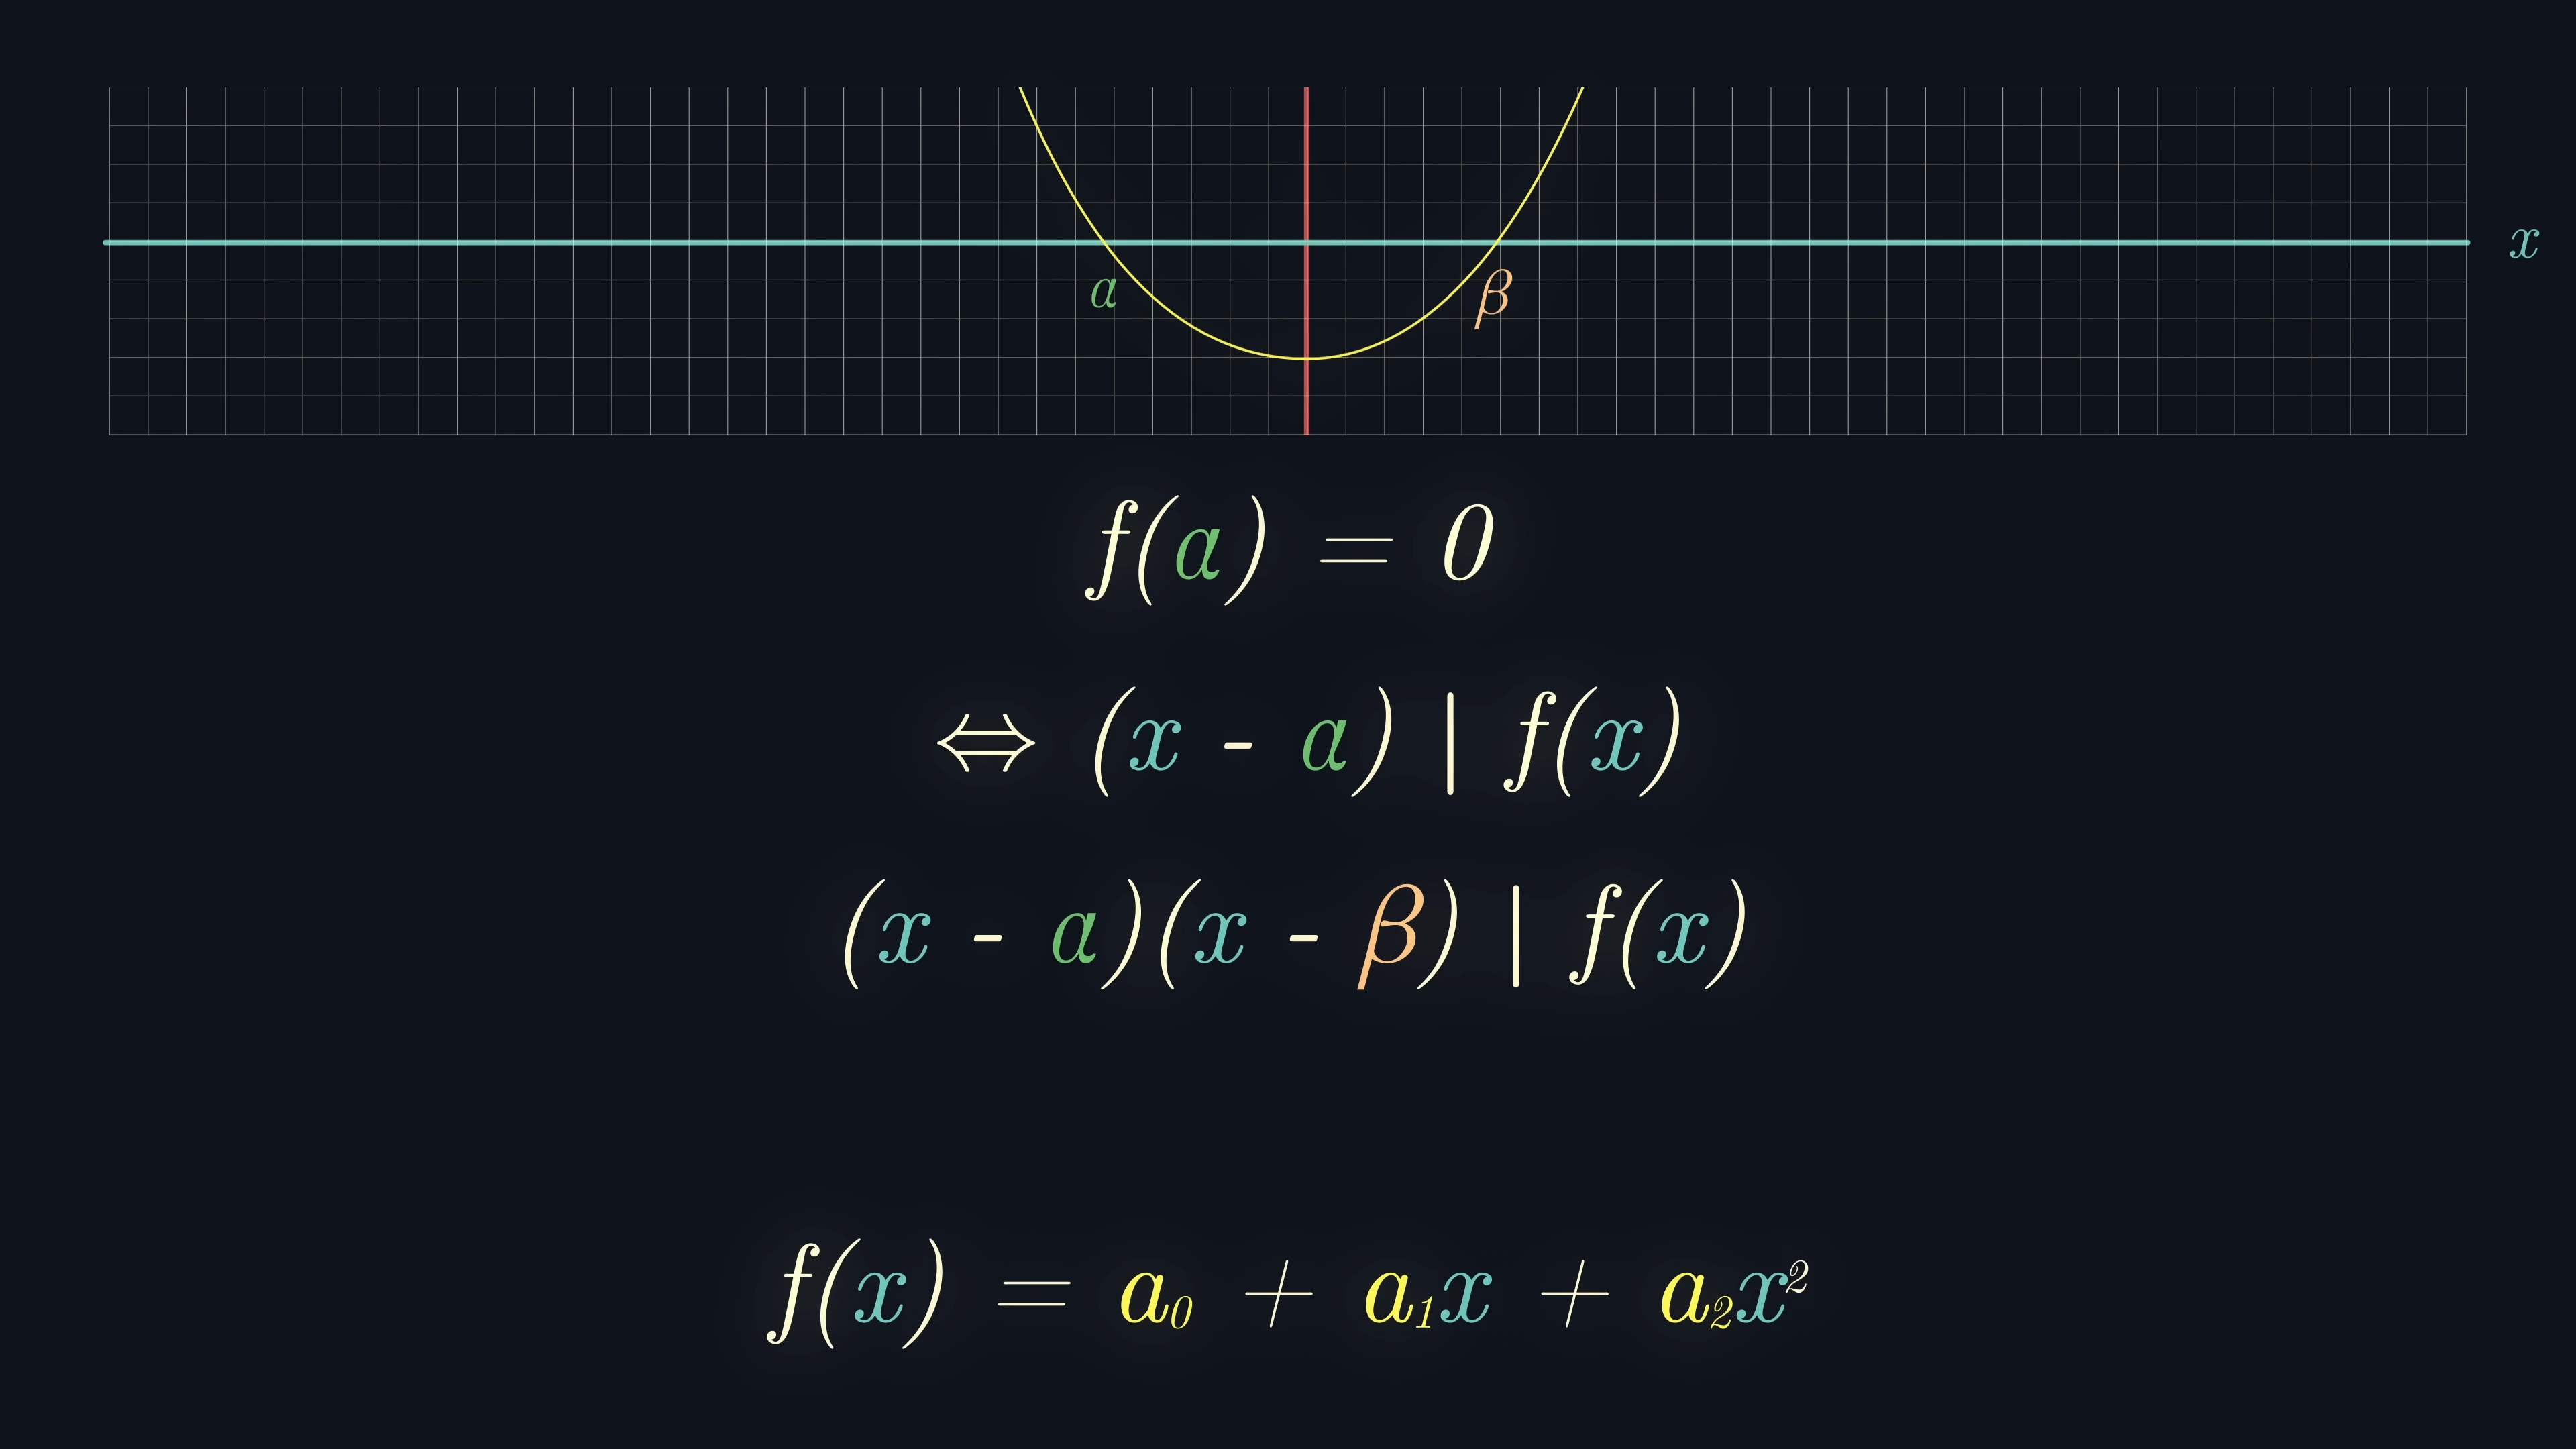 x
α β
f(α) = 0
⇔ (x - α) | f(x)
(x - α)(x - β) | f(x)
f(x) = a₀ + a₁x + a₂x²